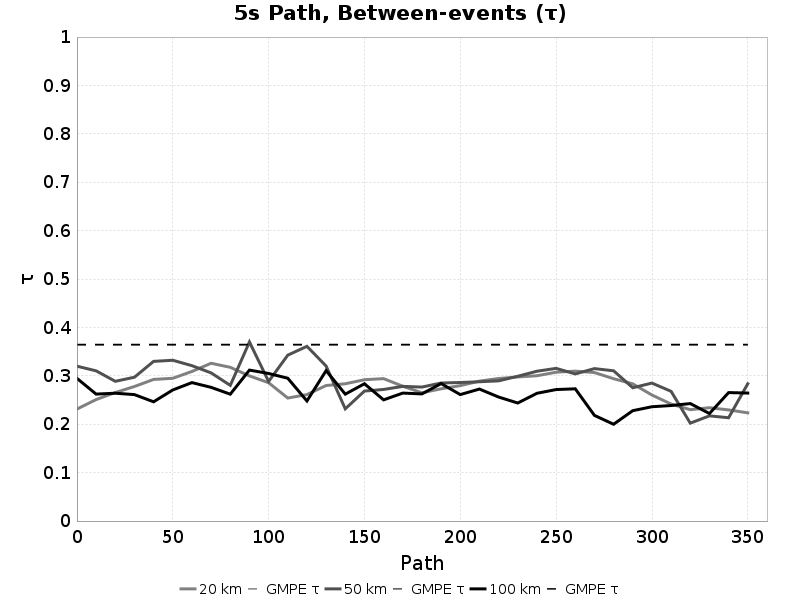 5s Path, Between-events (τ)
1
0.9
0.8
0.7
0.6
0.5
0.4
0.3
0.2
0.1
0
τ
0 50 100 150 200 250 300 350
Path
20 km GMPE τ 50 km GMPE τ 100 km GMPE τ